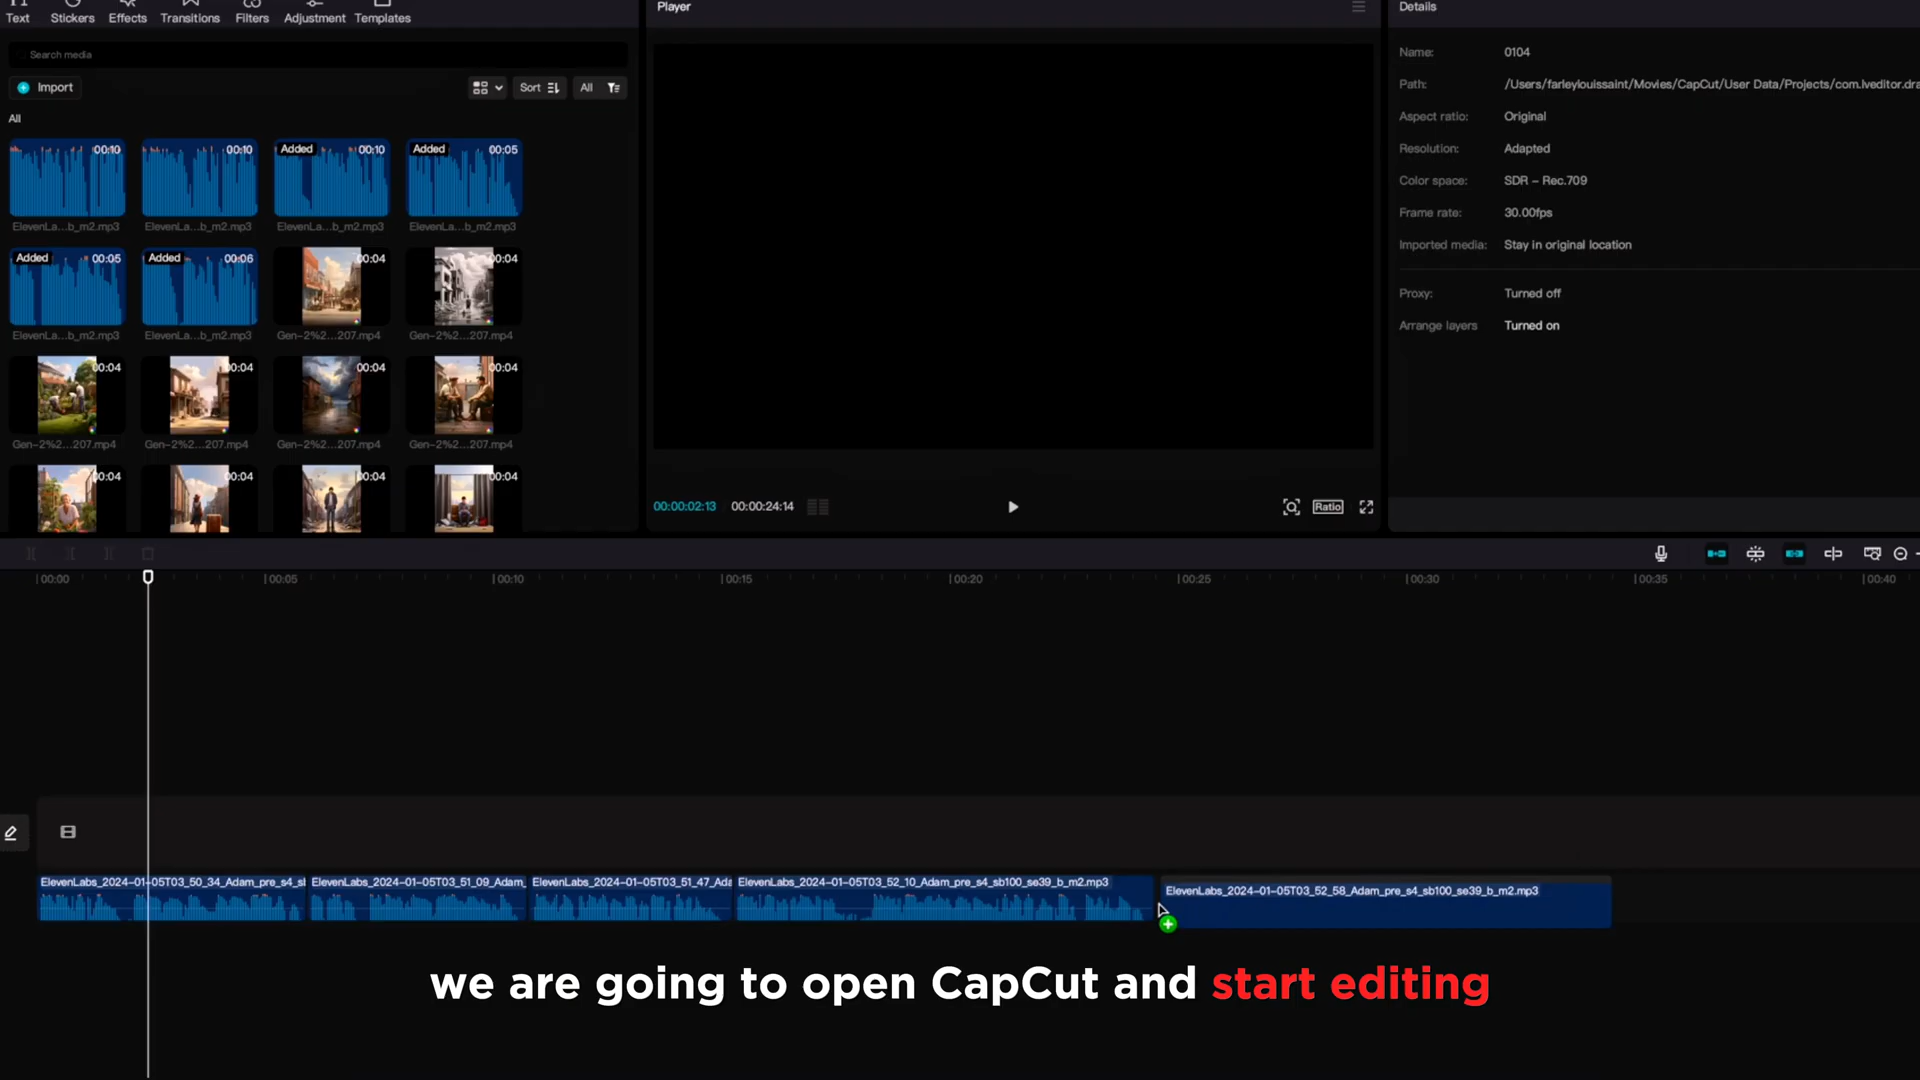 Text Stickers Effects Transitions Filters Adjustment Templates
Search media
Import
Sort
All
All
00:10 00:10 Added 00:10 Added 00:05
ElevenLa...b_m2.mp3 ElevenLa...b_m2.mp3 ElevenLa...b_m2.mp3 ElevenLa...b_m2.mp3
Added 00:05 Added 00:06 00:04 00:04
ElevenLa...b_m2.mp3 ElevenLa...b_m2.mp3 Gen-2%2...207.mp4 Gen-2%2...207.mp4
00:04 00:04 00:04 00:04
Gen-2%2...207.mp4 Gen-2%2...207.mp4 Gen-2%2...207.mp4 Gen-2%2...207.mp4
00:04 00:04 00:04 00:04
Player
00:00:02:13 00:00:24:14
Ratio
Details
Name: 0104
Path: /Users/farleylouissaint/Movies/CapCut/User Data/Projects/com.lveditor.dra
Aspect ratio: Original
Resolution: Adapted
Color space: SDR – Rec.709
Frame rate: 30.00fps
Imported media: Stay in original location
Proxy: Turned off
Arrange layers Turned on
00:00 00:05 00:10 00:15 00:20 00:25 00:30 00:35 00:40
ElevenLabs_2024-01-05T03_50_34_Adam_pre_s4_sb ElevenLabs_2024-01-05T03_51_09_Adam_ ElevenLabs_2024-01-05T03_51_47_Ada ElevenLabs_2024-01-05T03_52_10_Adam_pre_s4_sb100_se39_b_m2.mp3 ElevenLabs_2024-01-05T03_52_58_Adam_pre_s4_sb100_se39_b_m2.mp3
we are going to open CapCut and start editing